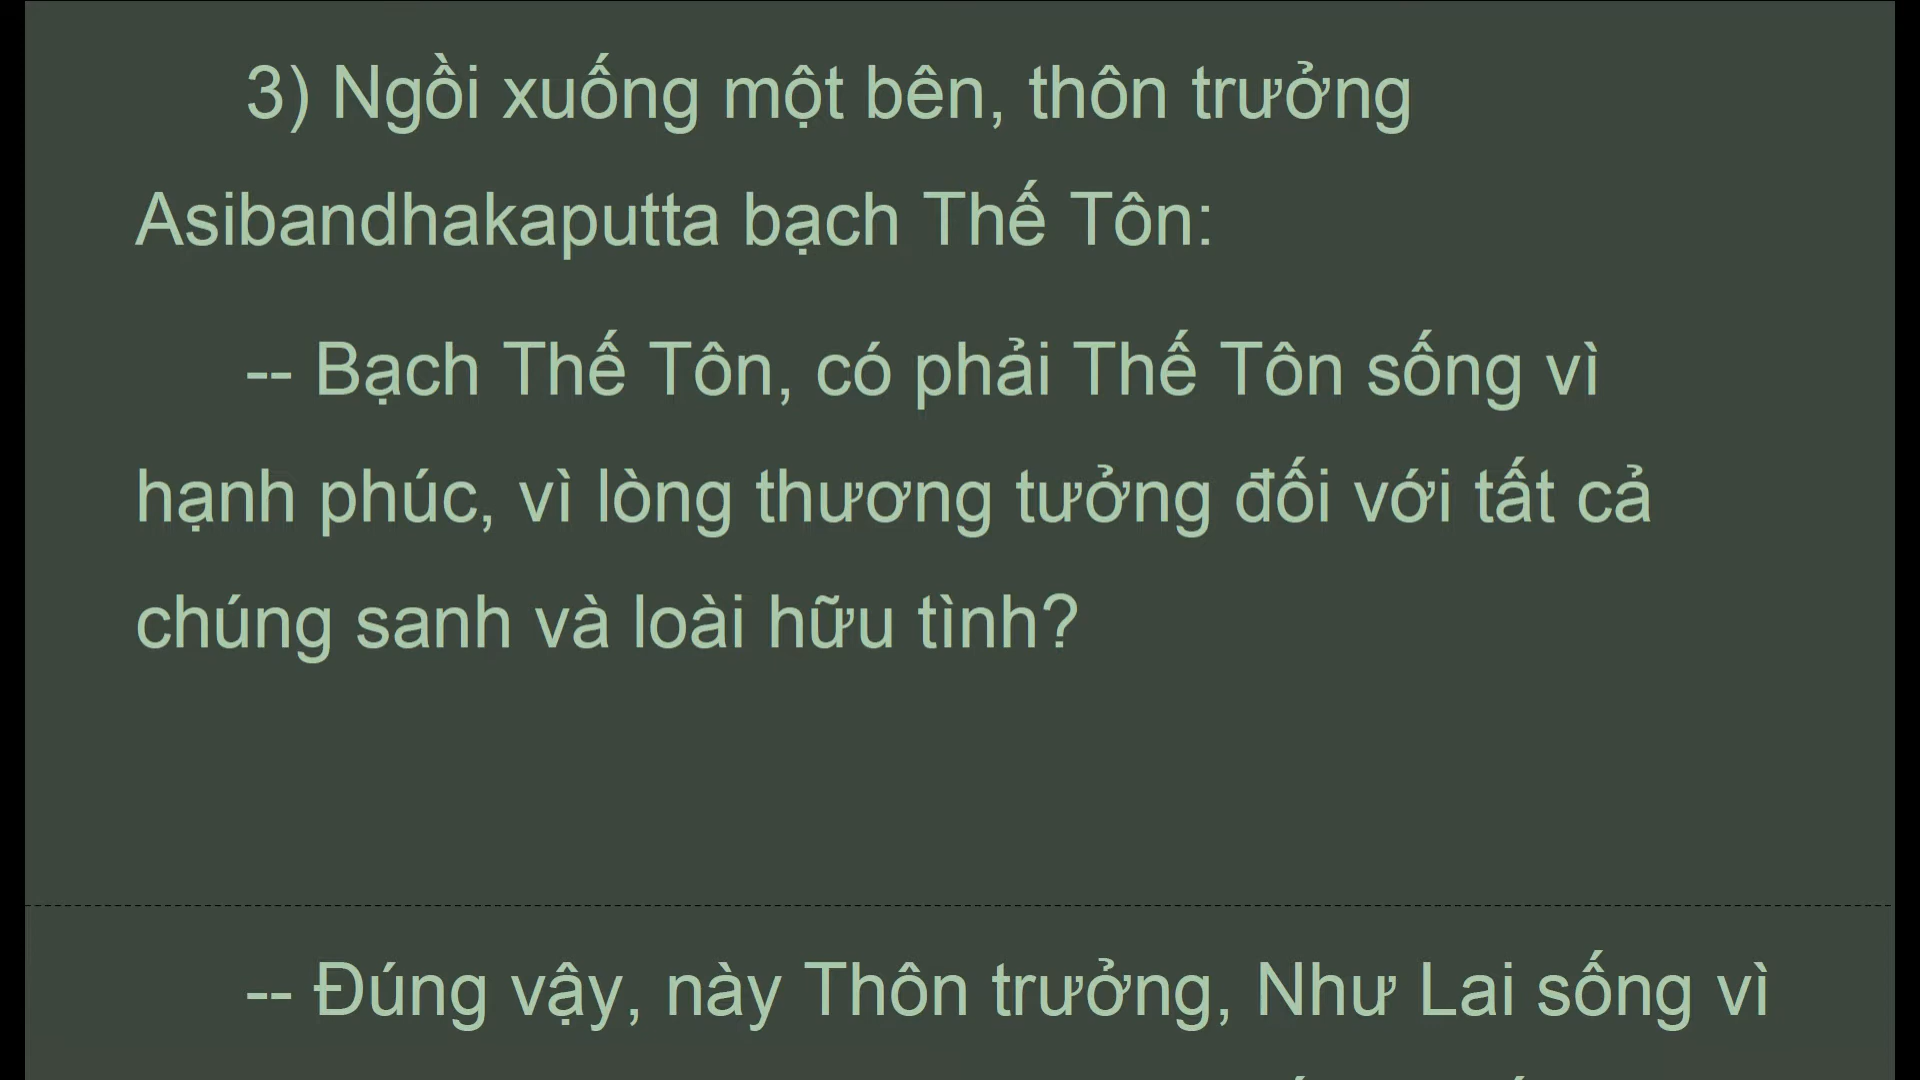 3) Ngồi xuống một bên, thôn trưởng
Asibandhakaputta bạch Thế Tôn:
-- Bạch Thế Tôn, có phải Thế Tôn sống vì
hạnh phúc, vì lòng thương tưởng đối với tất cả
chúng sanh và loài hữu tình?
-- Đúng vậy, này Thôn trưởng, Như Lai sống vì